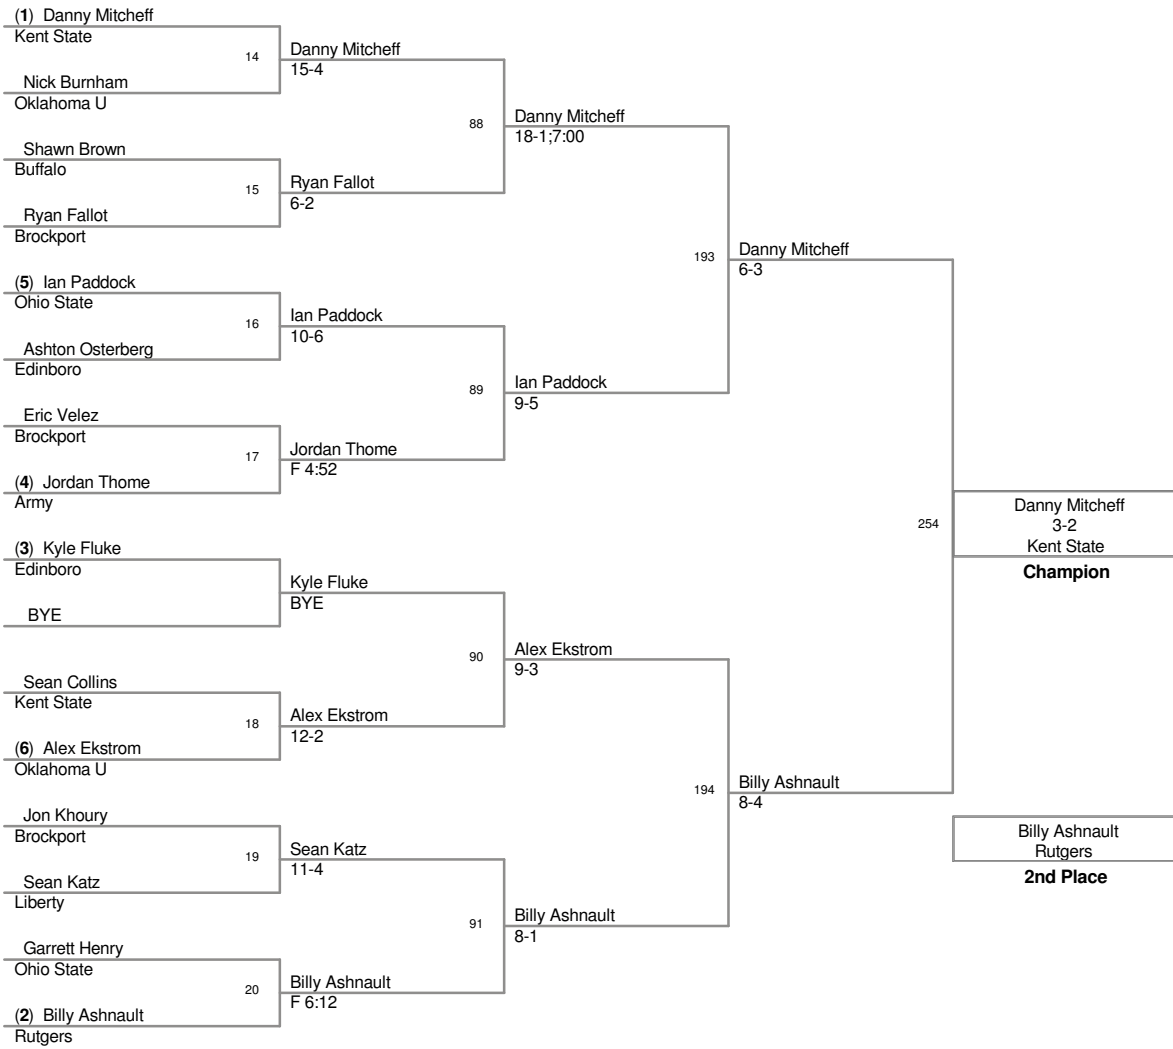 (1) Danny Mitcheff
Kent State
14
Danny Mitcheff
15-4
Nick Burnham
Oklahoma U
88
Danny Mitcheff
18-1;7:00
Shawn Brown
Buffalo
15
Ryan Fallot
6-2
Ryan Fallot
Brockport
193
Danny Mitcheff
6-3
(5) Ian Paddock
Ohio State
16
Ian Paddock
10-6
Ashton Osterberg
Edinboro
89
Ian Paddock
9-5
Eric Velez
Brockport
17
Jordan Thome
F 4:52
(4) Jordan Thome
Army
254
Danny Mitcheff
3-2
Kent State
Champion
(3) Kyle Fluke
Edinboro
Kyle Fluke
BYE
BYE
90
Alex Ekstrom
9-3
Sean Collins
Kent State
18
Alex Ekstrom
12-2
(6) Alex Ekstrom
Oklahoma U
194
Billy Ashnault
8-4
Jon Khoury
Brockport
19
Sean Katz
11-4
Sean Katz
Liberty
Billy Ashnault
Rutgers
2nd Place
91
Billy Ashnault
8-1
Garrett Henry
Ohio State
20
Billy Ashnault
F 6:12
(2) Billy Ashnault
Rutgers